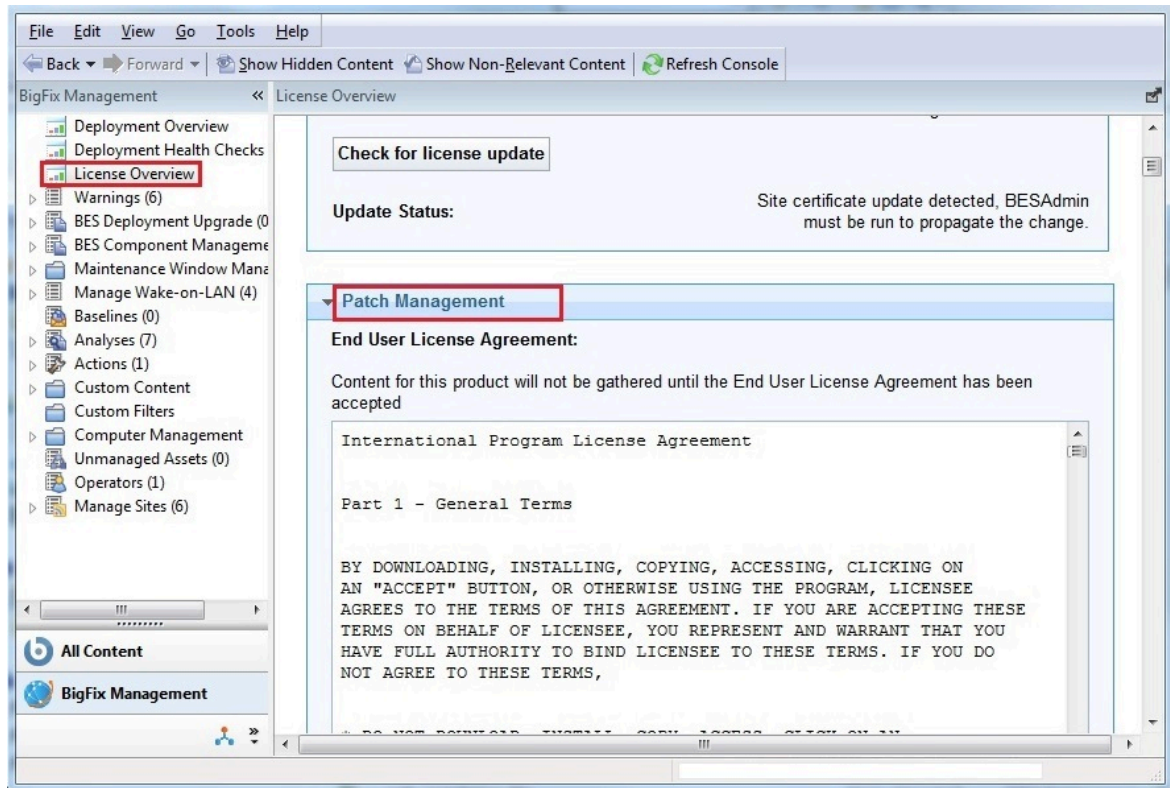 File Edit View Go Tools Help
Back Forward Show Hidden Content Show Non-Relevant Content Refresh Console
BigFix Management « License Overview
Deployment Overview
Deployment Health Checks
License Overview
Warnings (6)
BES Deployment Upgrade (0
BES Component Manageme
Maintenance Window Mana
Manage Wake-on-LAN (4)
Baselines (0)
Analyses (7)
Actions (1)
Custom Content
Custom Filters
Computer Management
Unmanaged Assets (0)
Operators (1)
Manage Sites (6)
All Content
BigFix Management
Check for license update
Update Status:
Site certificate update detected, BESAdmin
must be run to propagate the change.
Patch Management
End User License Agreement:
Content for this product will not be gathered until the End User License Agreement has been
accepted
International Program License Agreement
Part 1 - General Terms
BY DOWNLOADING, INSTALLING, COPYING, ACCESSING, CLICKING ON
AN "ACCEPT" BUTTON, OR OTHERWISE USING THE PROGRAM, LICENSEE
AGREES TO THE TERMS OF THIS AGREEMENT. IF YOU ARE ACCEPTING THESE
TERMS ON BEHALF OF LICENSEE, YOU REPRESENT AND WARRANT THAT YOU
HAVE FULL AUTHORITY TO BIND LICENSEE TO THESE TERMS. IF YOU DO
NOT AGREE TO THESE TERMS,